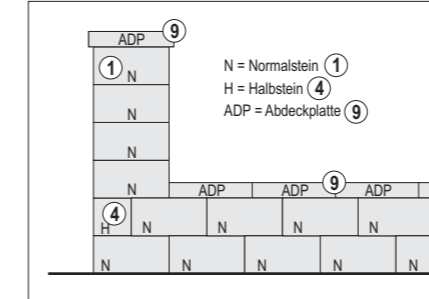 ADP 9
1 N
N = Normalstein 1
H = Halbstein 4
ADP = Abdeckplatte 9
N
N
N ADP ADP 9 ADP
4
H N N N N
N N N N N